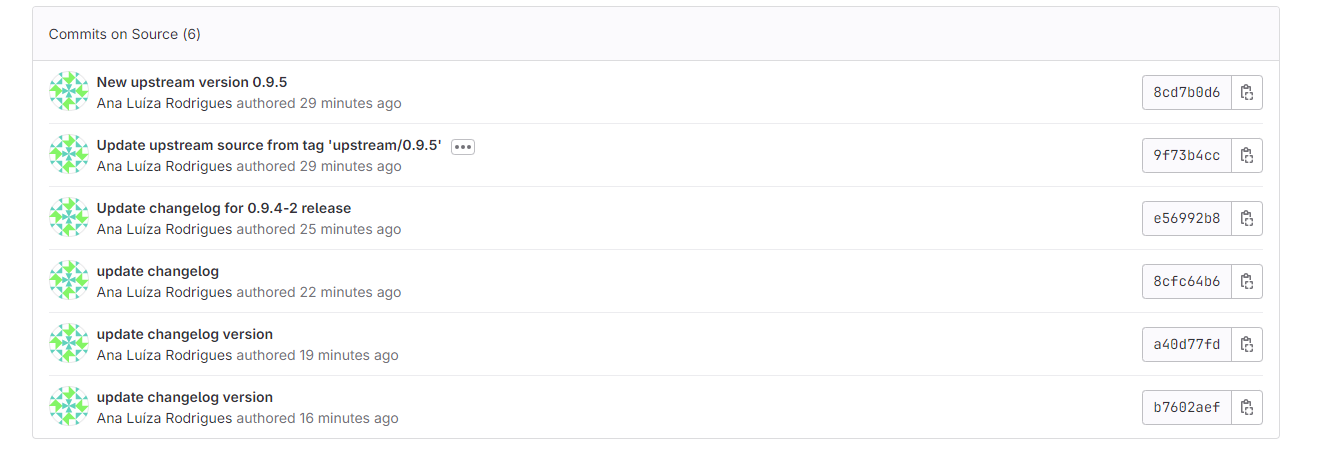 Commits on Source (6)
New upstream version 0.9.5
Ana Luíza Rodrigues authored 29 minutes ago
8cd7b0d6
Update upstream source from tag 'upstream/0.9.5'
Ana Luíza Rodrigues authored 29 minutes ago
9f73b4cc
Update changelog for 0.9.4-2 release
Ana Luíza Rodrigues authored 25 minutes ago
e56992b8
update changelog
Ana Luíza Rodrigues authored 22 minutes ago
8cfc64b6
update changelog version
Ana Luíza Rodrigues authored 19 minutes ago
a40d77fd
update changelog version
Ana Luíza Rodrigues authored 16 minutes ago
b7602aef